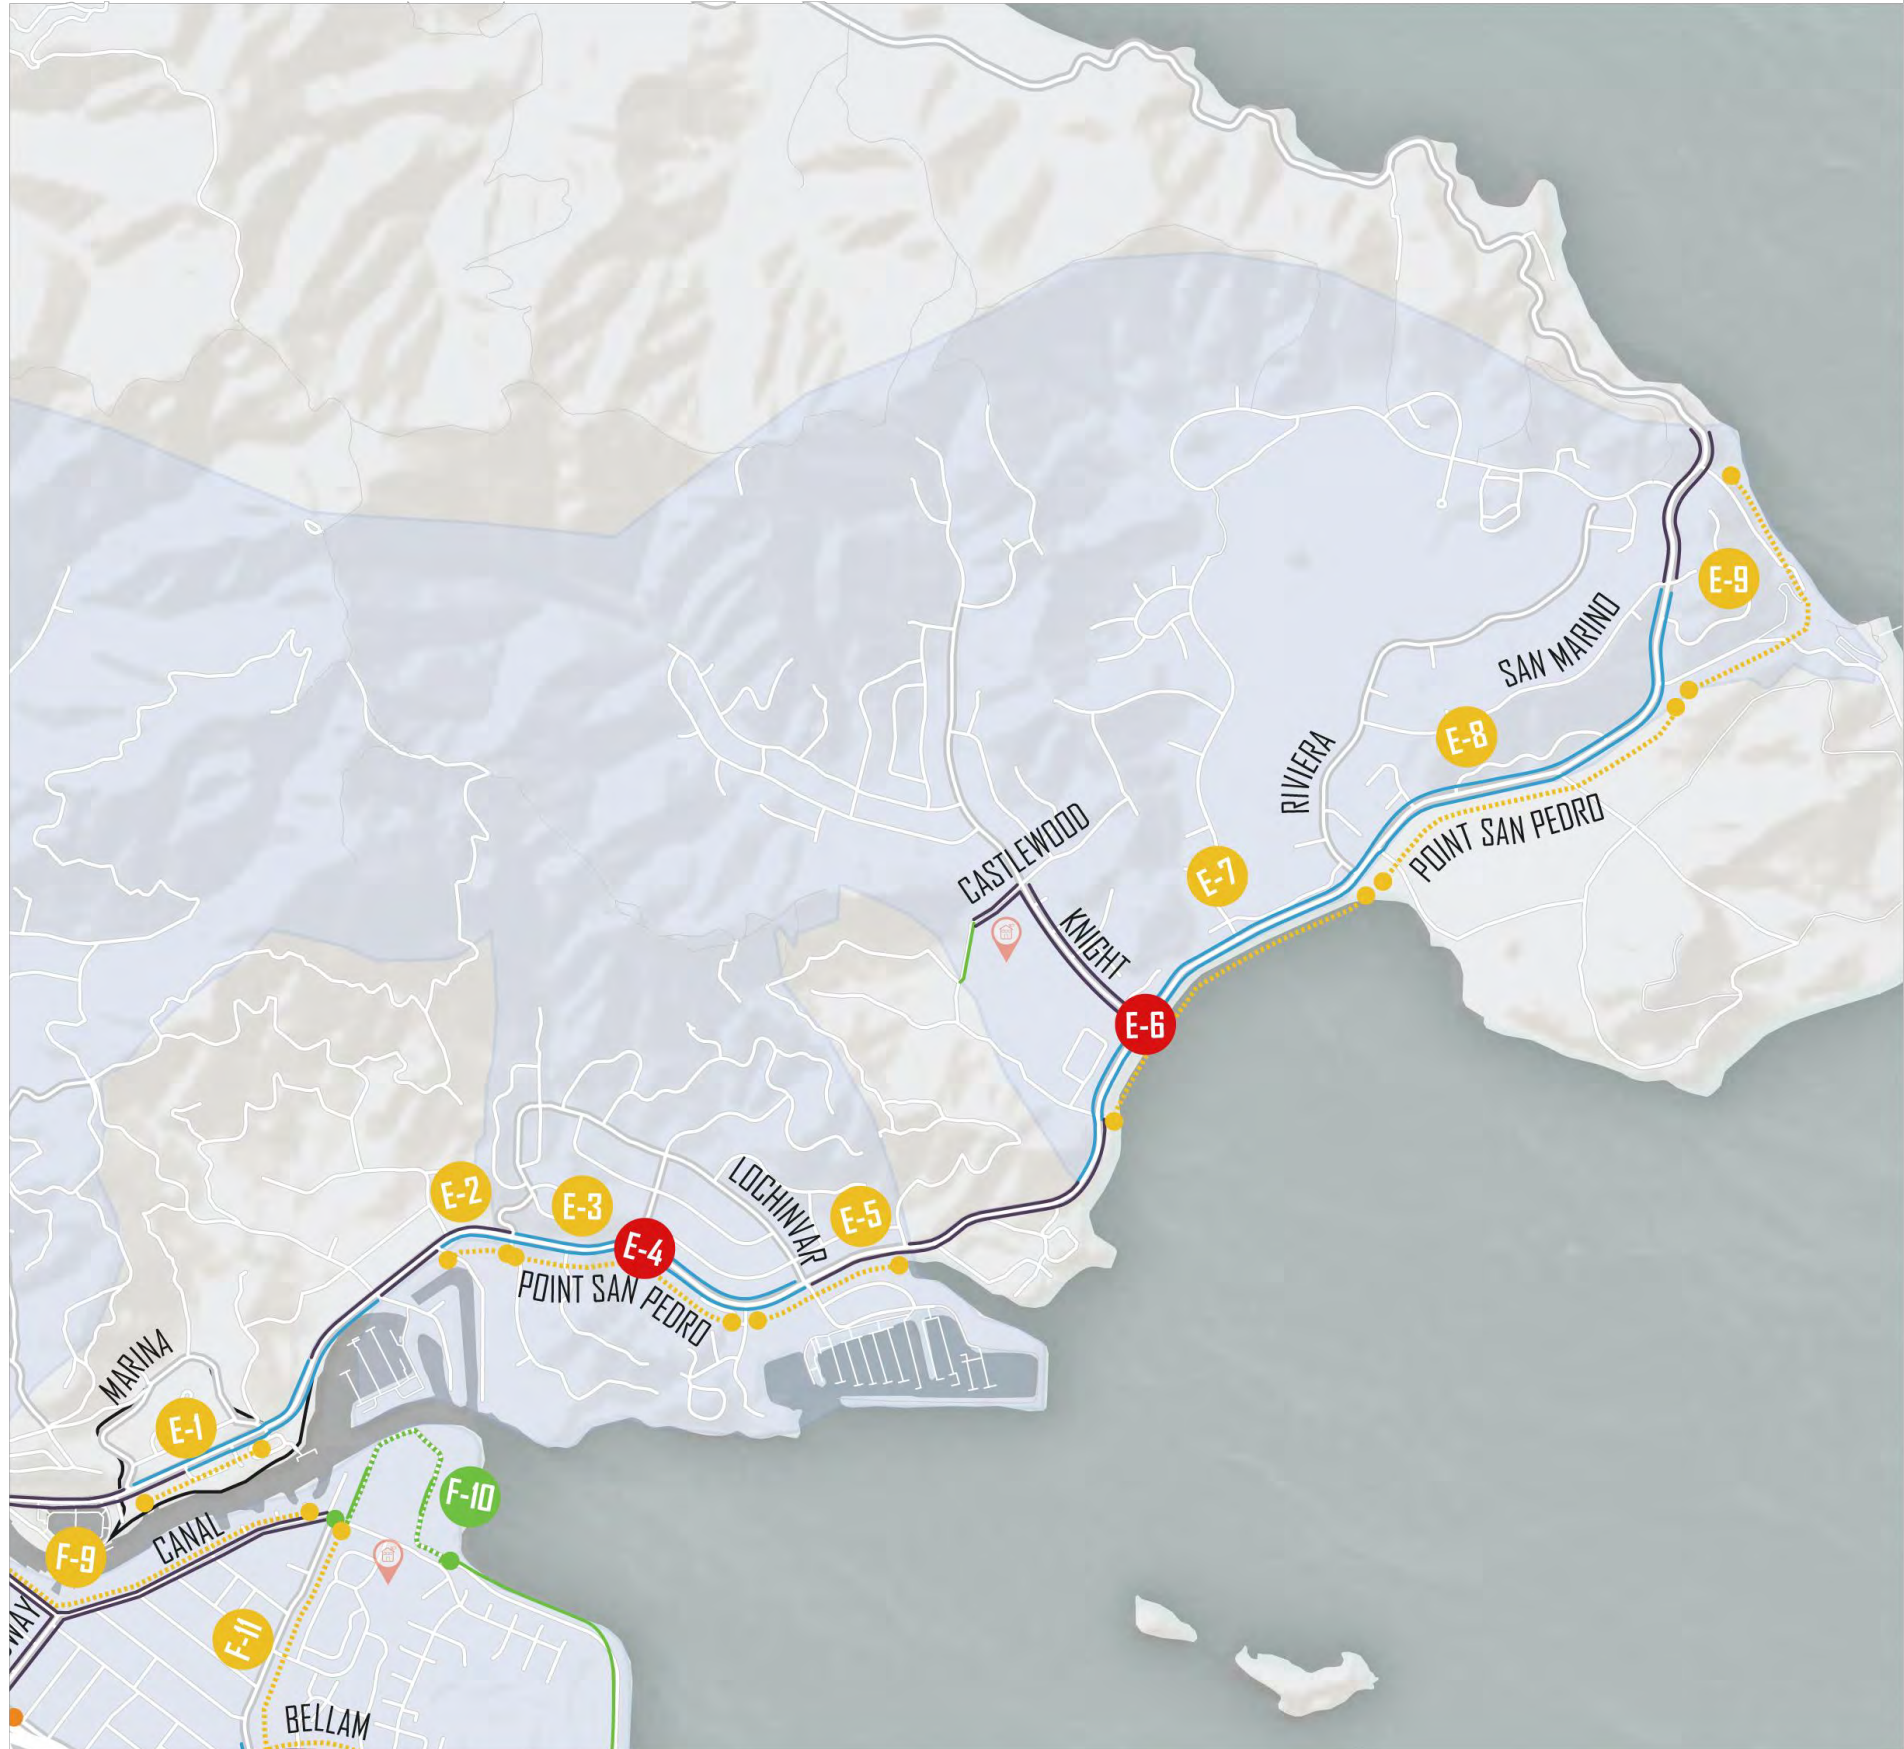 E-9
SAN MARINO
E-8
RIVIERA
POINT SAN PEDRO
CASTLEWOOD
E-7
KNIGHT
E-6
LOCHINVAR
E-2
E-3
E-5
E-4
POINT SAN PEDRO
MARINA
E-1
F-10
CANAL
F-9
WAY
F-11
BELLAM